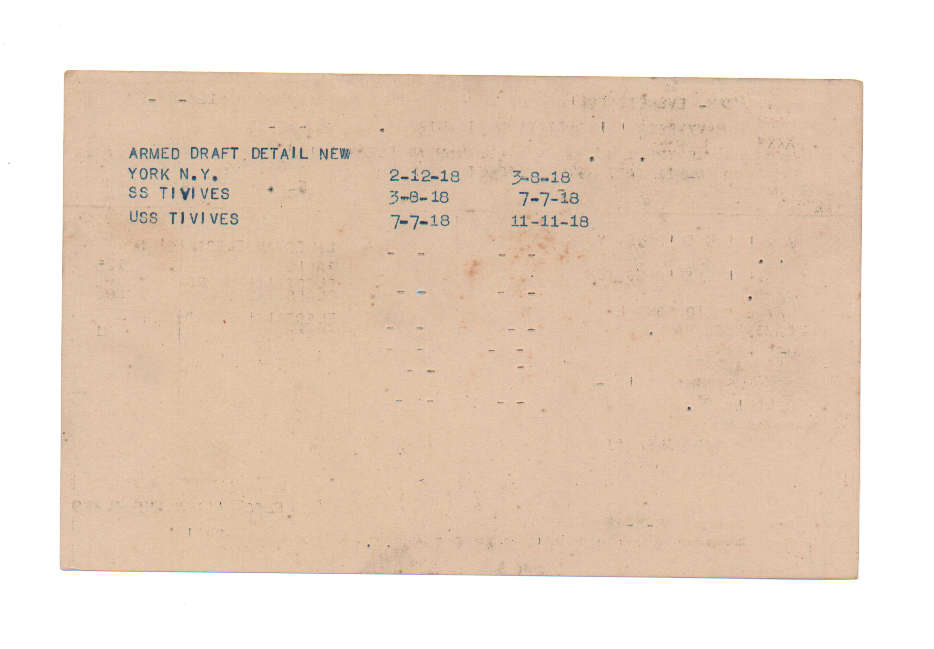 ARMED DRAFT DETAIL NEW
YORK N.Y. 2-12-18 3-8-18
SS TIVIVES 3-8-18 7-7-18
USS TIVIVES 7-7-18 11-11-18